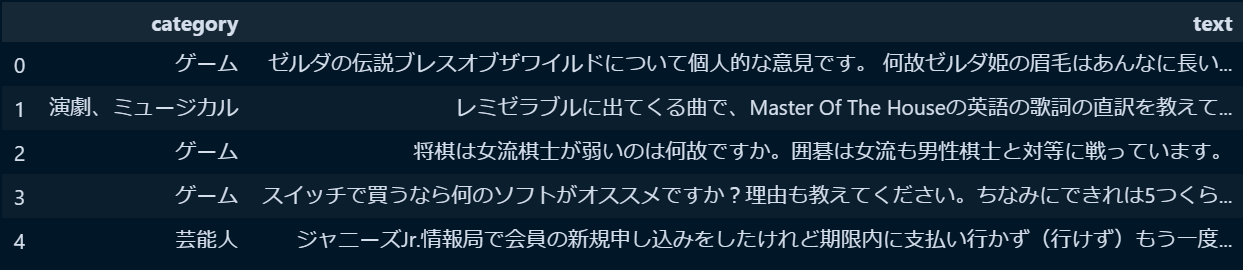 category text
0 ゲーム ゼルダの伝説ブレスオブザワイルドについて個人的な意見です。 何故ゼルダ姫の眉毛はあんなに長い...
1 演劇、ミュージカル レミゼラブルに出てくる曲で、Master Of The Houseの英語の歌詞の直訳を教えて...
2 ゲーム 将棋は女流棋士が弱いのは何故ですか。囲碁は女流も男性棋士と対等に戦っています。
3 ゲーム スイッチで買うなら何のソフトがオススメですか？理由も教えてください。ちなみにできれは5つくら...
4 芸能人 ジャニーズJr.情報局で会員の新規申し込みをしたけれど期限内に支払い行かず（行けず）もう一度...